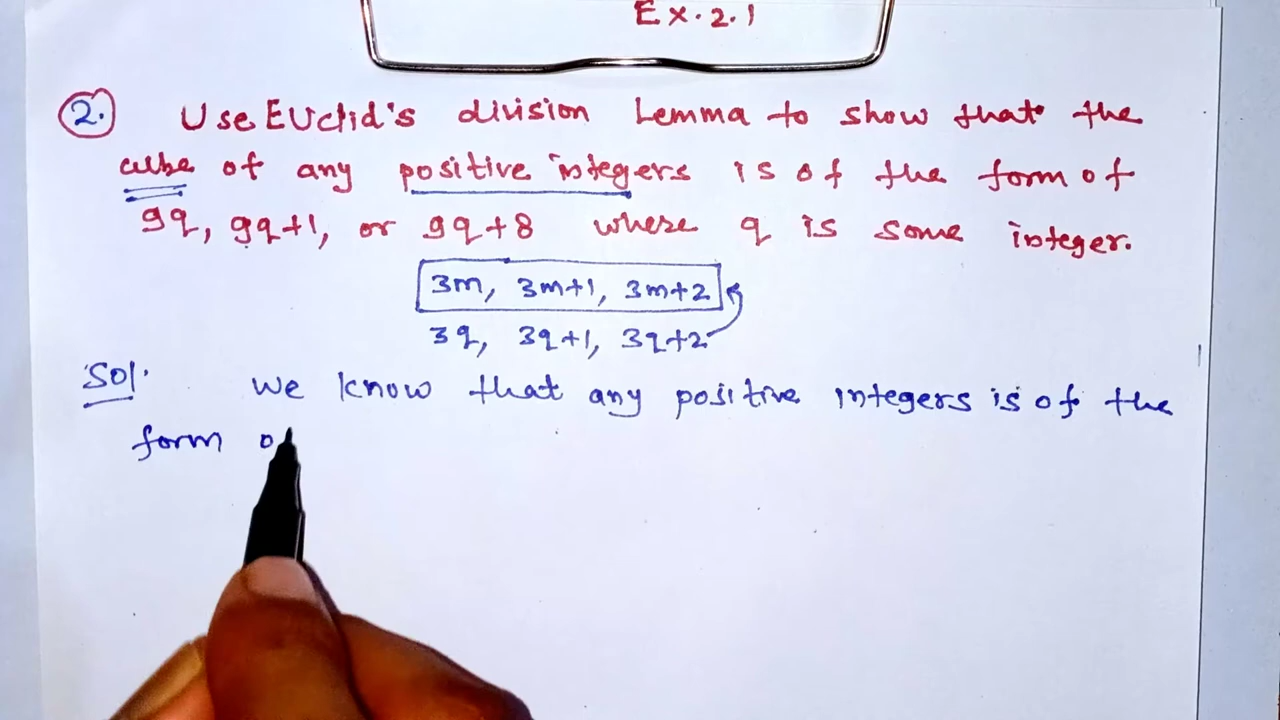 Ex. 2.1
2. Use Euclid's division Lemma to show that the
cube of any positive integers is of the form of
9q, 9q+1, or 9q+8 where q is some integer.
3m, 3m+1, 3m+2
3q, 3q+1, 3q+2
Sol. We know that any positive integers is of the
form o